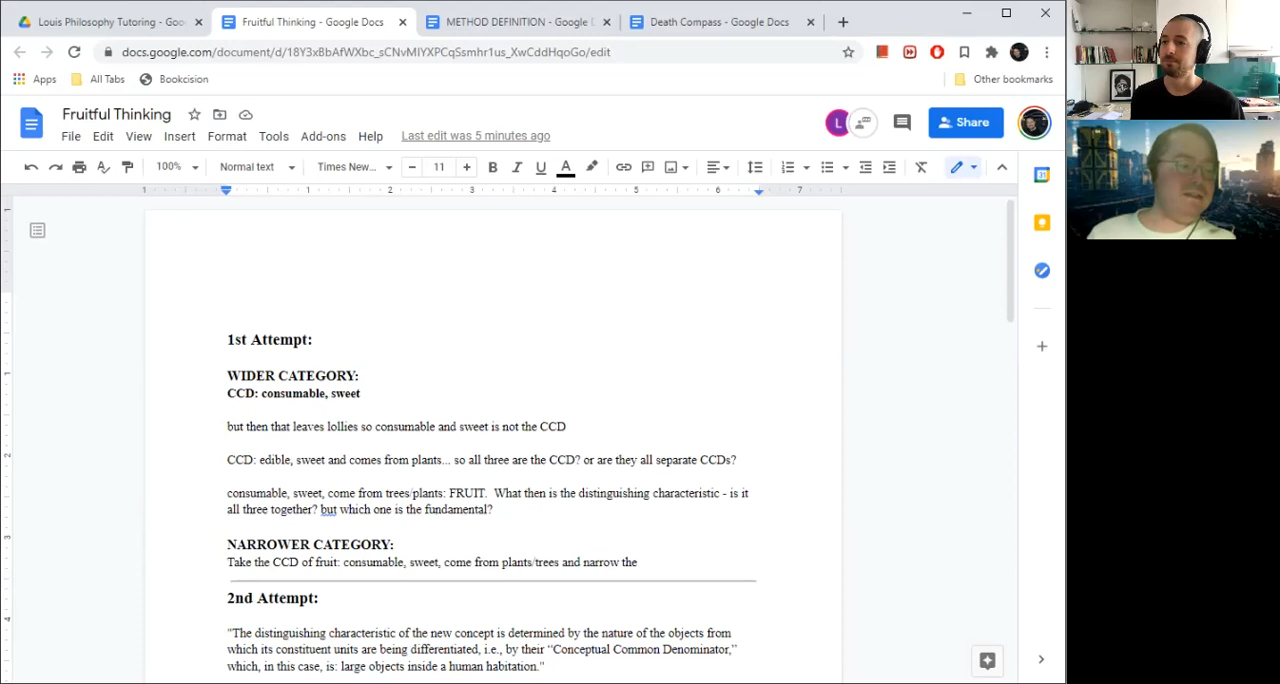 Louis Philosophy Tutoring - Goo
Fruitful Thinking - Google Docs
METHOD DEFINITION - Google D
Death Compass - Google Docs
docs.google.com/document/d/18Y3xBbAfWXbc_sCNvMIYXPCqSsmhr1us_XwCddHqoGo/edit
Apps
All Tabs
Bookcision
Other bookmarks
Fruitful Thinking
File Edit View Insert Format Tools Add-ons Help Last edit was 5 minutes ago
L
Share
100% Normal text Times New... 11 B I U A
1 1 2 3 4 5 6 7
1st Attempt:
WIDER CATEGORY:
CCD: consumable, sweet
but then that leaves lollies so consumable and sweet is not the CCD
CCD: edible, sweet and comes from plants... so all three are the CCD? or are they all separate CCDs?
consumable, sweet, come from trees/plants: FRUIT. What then is the distinguishing characteristic - is it
all three together? but which one is the fundamental?
NARROWER CATEGORY:
Take the CCD of fruit: consumable, sweet, come from plants/trees and narrow the
2nd Attempt:
"The distinguishing characteristic of the new concept is determined by the nature of the objects from
which its constituent units are being differentiated, i.e., by their “Conceptual Common Denominator,”
which, in this case, is: large objects inside a human habitation."